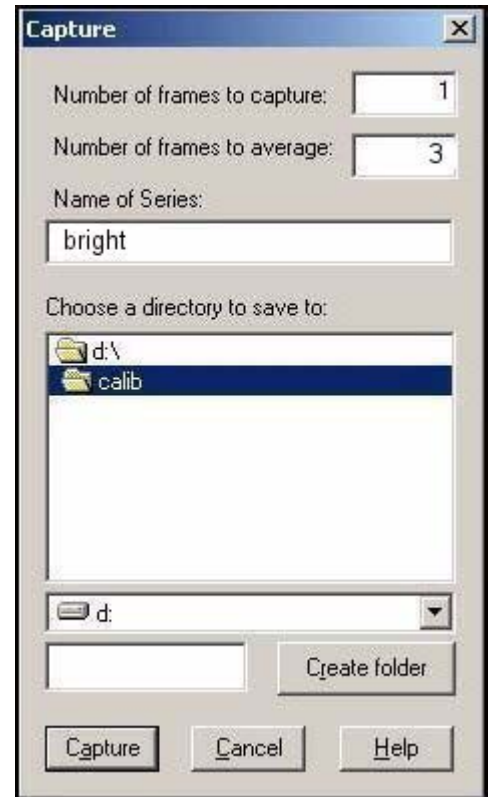 Capture
Number of frames to capture: 1
Number of frames to average: 3
Name of Series:
bright
Choose a directory to save to:
d:\
calib
d:
Create folder
Capture Cancel Help